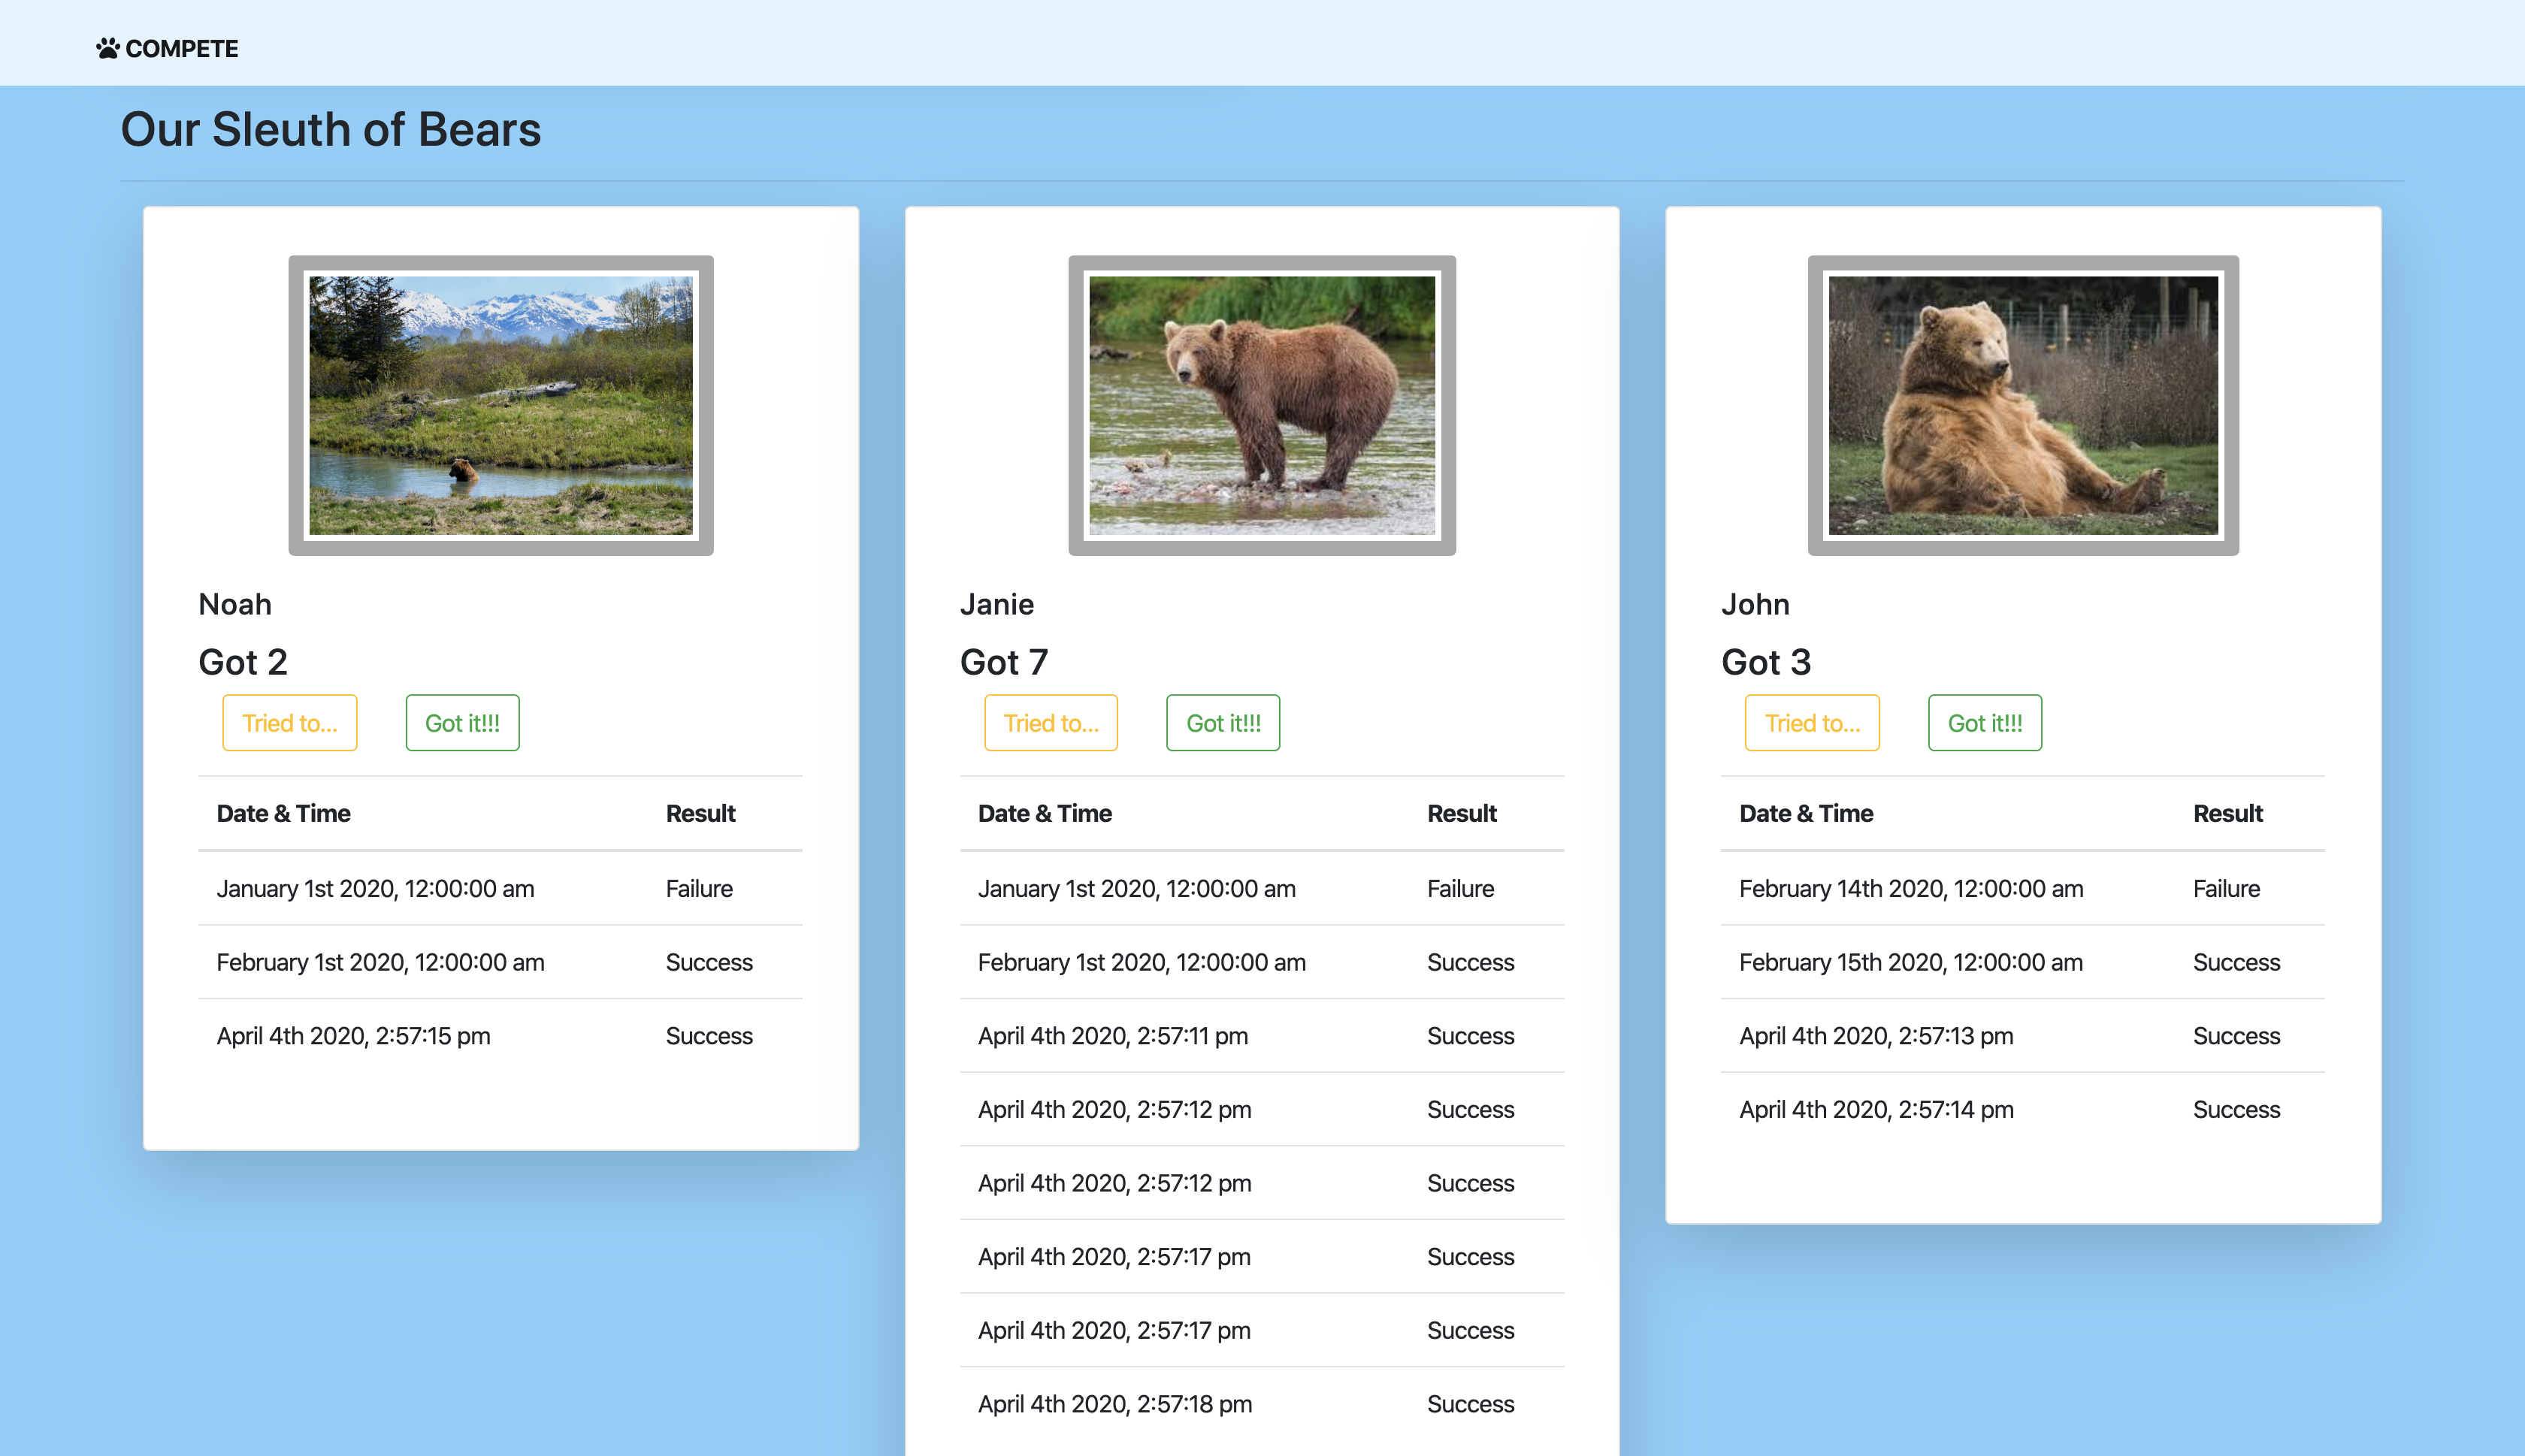 COMPETE
Our Sleuth of Bears
Noah
Got 2
Tried to... Got it!!!
Date & Time Result
January 1st 2020, 12:00:00 am Failure
February 1st 2020, 12:00:00 am Success
April 4th 2020, 2:57:15 pm Success
Janie
Got 7
Tried to... Got it!!!
Date & Time Result
January 1st 2020, 12:00:00 am Failure
February 1st 2020, 12:00:00 am Success
April 4th 2020, 2:57:11 pm Success
April 4th 2020, 2:57:12 pm Success
April 4th 2020, 2:57:12 pm Success
April 4th 2020, 2:57:17 pm Success
April 4th 2020, 2:57:17 pm Success
April 4th 2020, 2:57:18 pm Success
John
Got 3
Tried to... Got it!!!
Date & Time Result
February 14th 2020, 12:00:00 am Failure
February 15th 2020, 12:00:00 am Success
April 4th 2020, 2:57:13 pm Success
April 4th 2020, 2:57:14 pm Success